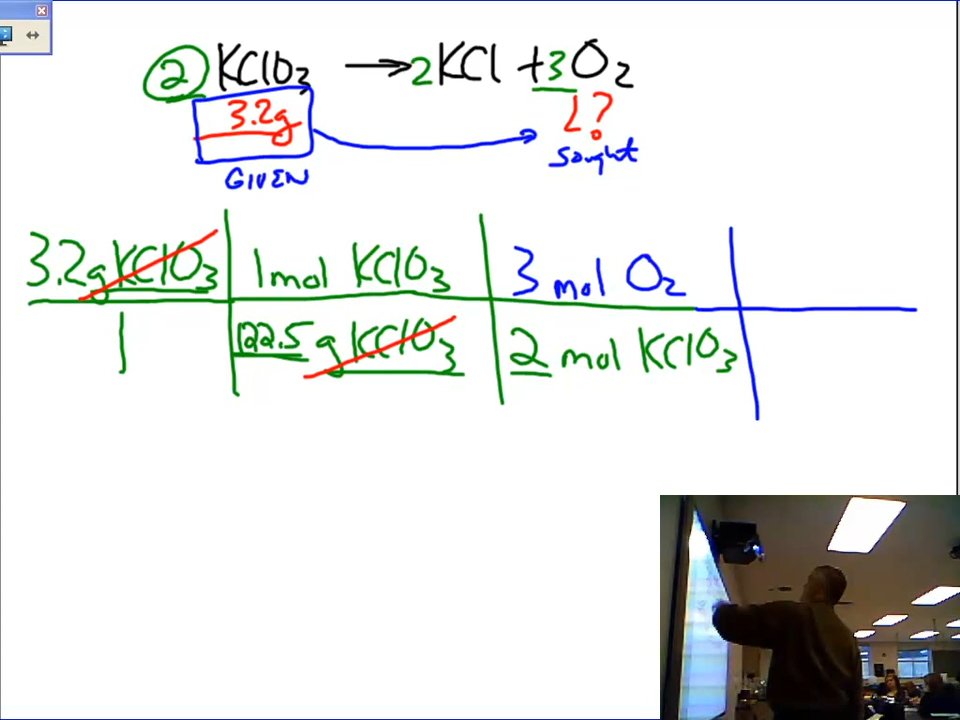 2 KClO3 → 2KCl + 3O2
3.2g L?
GIVEN Sought
3.2g KClO3 1 mol KClO3 3 mol O2
1 122.5 g KClO3 2 mol KClO3